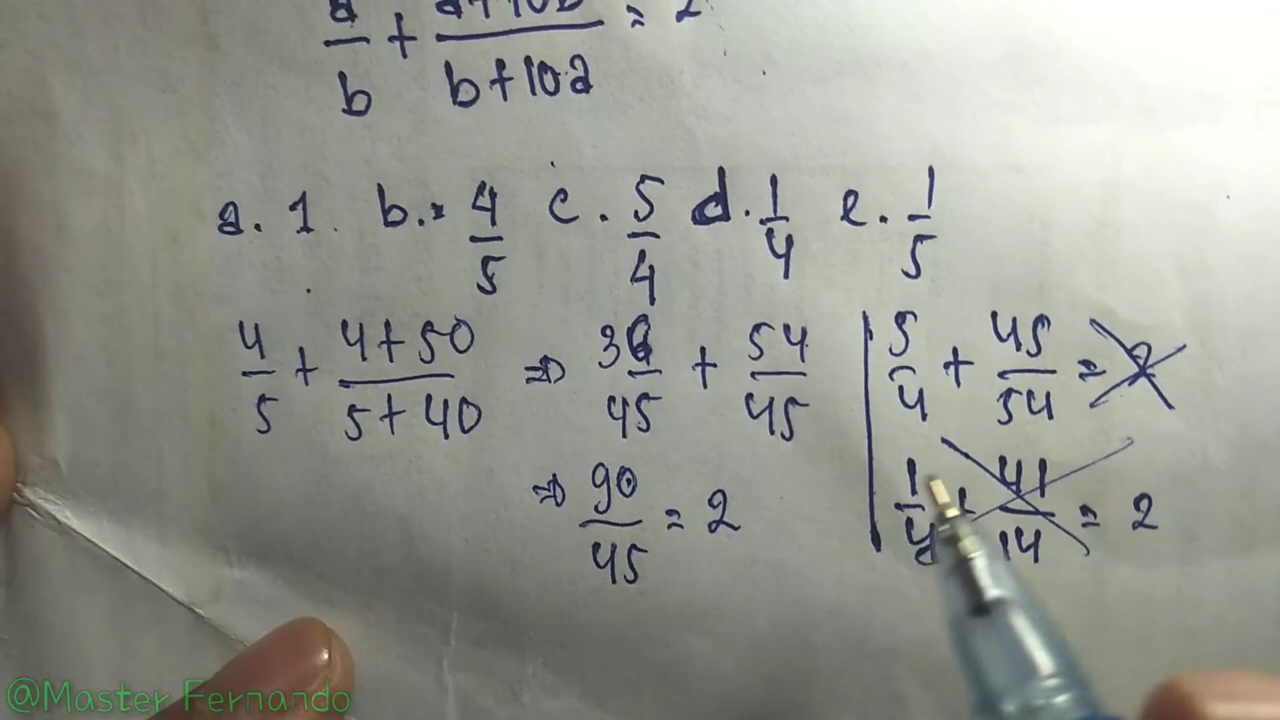 a/b + a+10b/b+10a = 2
a. 1. b. 4/5 c. 5/4 d. 1/4 e. 1/5
4/5 + 4+50/5+40 ⇒ 36/45 + 54/45
⇒ 90/45 = 2
5/4 + 45/54 = 2
1/4 + 41/14 = 2
@Master Fernando